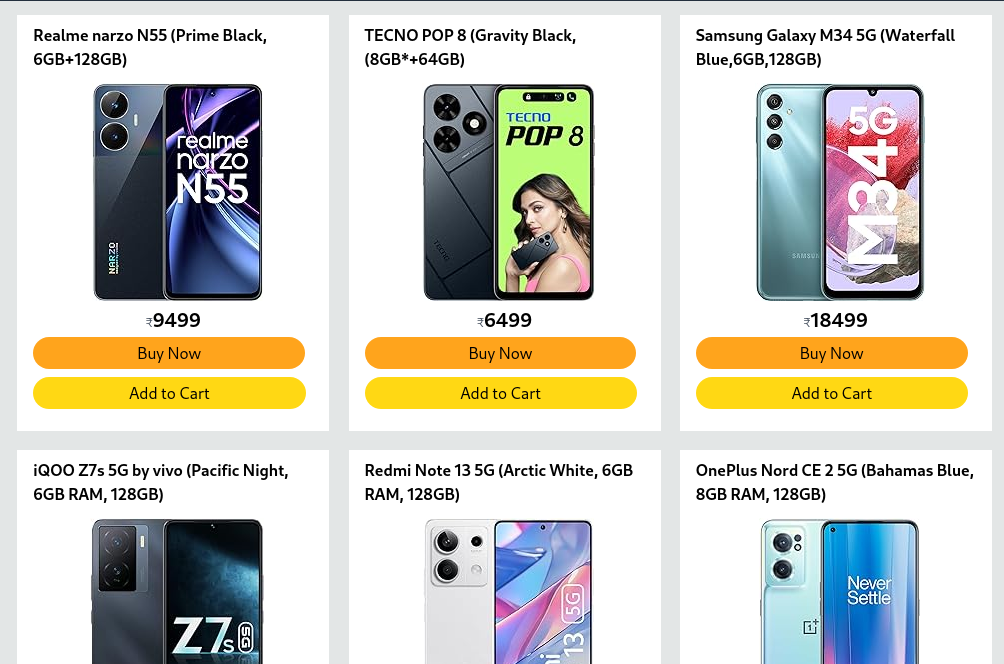 Realme narzo N55 (Prime Black,
6GB+128GB)
realme
narzo
N55
NARZO
₹9499
Buy Now
Add to Cart
TECNO POP 8 (Gravity Black,
(8GB*+64GB)
TECNO
POP 8
TECNO
₹6499
Buy Now
Add to Cart
Samsung Galaxy M34 5G (Waterfall
Blue,6GB,128GB)
5G
M34
SAMSUNG
₹18499
Buy Now
Add to Cart
iQOO Z7s 5G by vivo (Pacific Night,
6GB RAM, 128GB)
Z7s 5G
Redmi Note 13 5G (Arctic White, 6GB
RAM, 128GB)
13 5G
OnePlus Nord CE 2 5G (Bahamas Blue,
8GB RAM, 128GB)
Never
Settle
1+